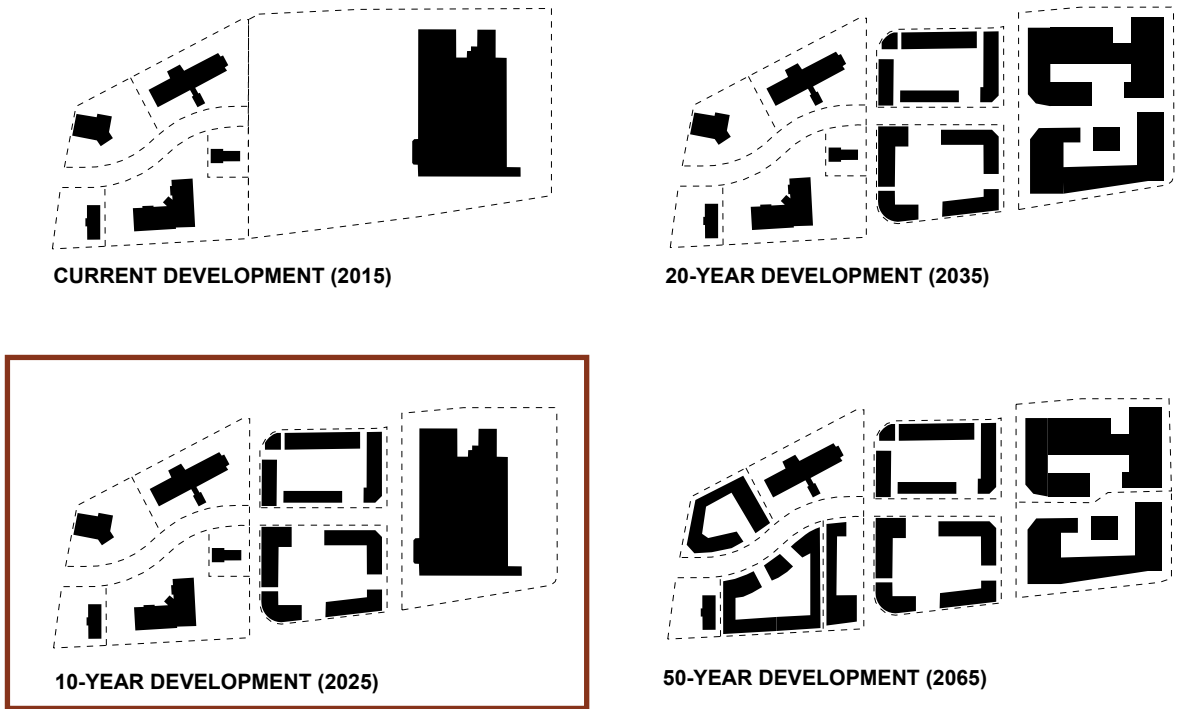 CURRENT DEVELOPMENT (2015)
20-YEAR DEVELOPMENT (2035)
10-YEAR DEVELOPMENT (2025)
50-YEAR DEVELOPMENT (2065)